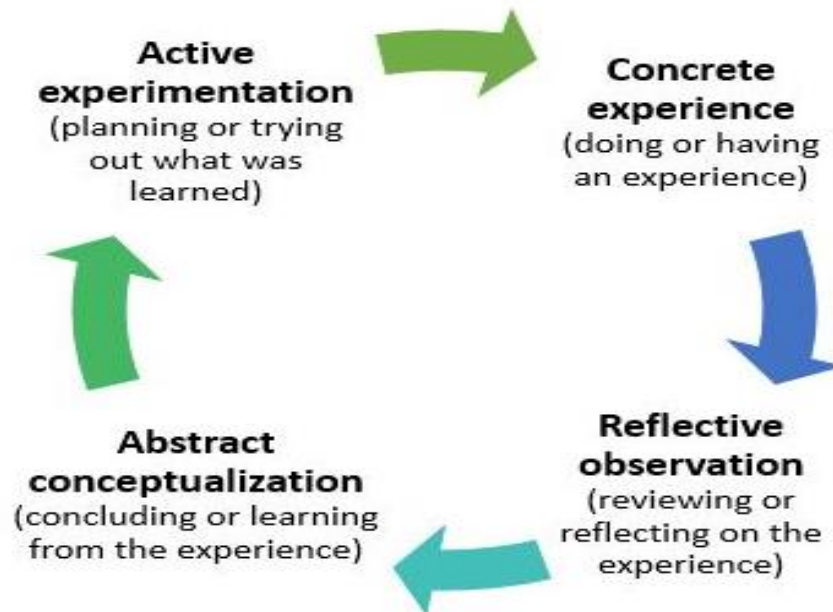 Active
experimentation
(planning or trying
out what was
learned)
Concrete
experience
(doing or having
an experience)
Reflective
observation
(reviewing or
reflecting on the
experience)
Abstract
conceptualization
(concluding or learning
from the experience)